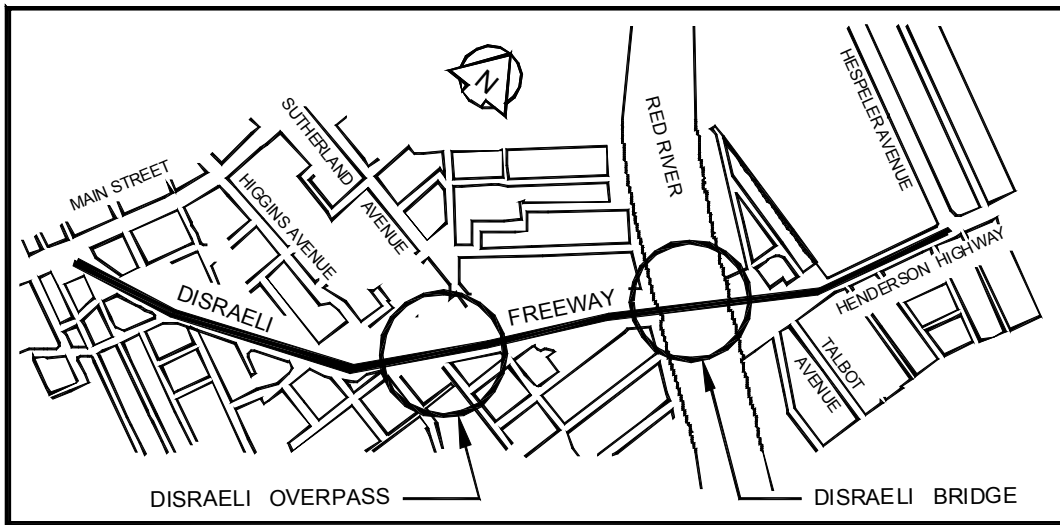 N
MAIN STREET
SUTHERLAND
AVENUE
HIGGINS AVENUE
RED RIVER
HESPELER AVENUE
DISRAELI
FREEWAY
HENDERSON HIGHWAY
TALBOT
AVENUE
DISRAELI OVERPASS
DISRAELI BRIDGE